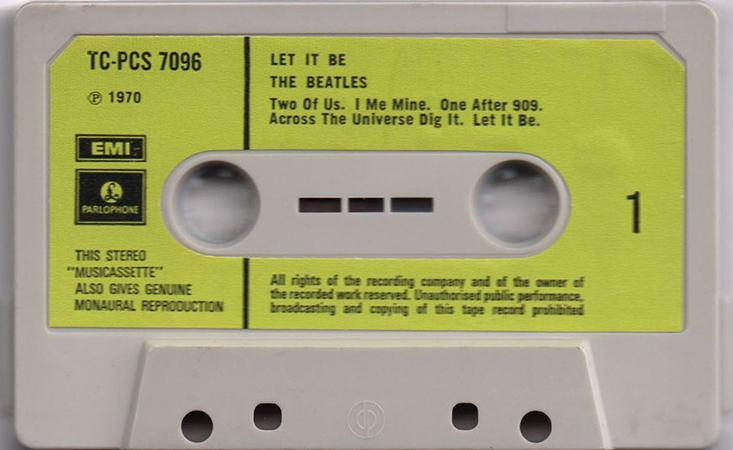 TC-PCS 7096
Ⓟ 1970
EMI
PARLOPHONE
THIS STEREO
"MUSICASSETTE"
ALSO GIVES GENUINE
MONAURAL REPRODUCTION
LET IT BE
THE BEATLES
Two Of Us. I Me Mine. One After 909.
Across The Universe Dig It. Let It Be.
1
All rights of the recording company and of the owner of
the recorded work reserved. Unauthorised public performance,
broadcasting and copying of this tape record prohibited